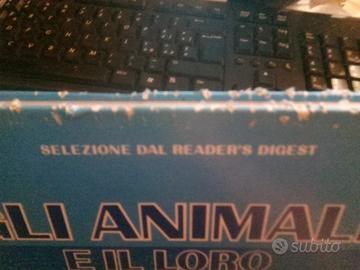 SELEZIONE DAL READER'S DIGEST
GLI ANIMALI
E IL LORO
subito